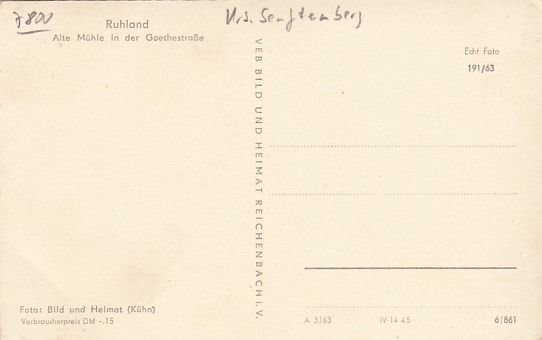 7800
Krs. Senftenberg
Ruhland
Alte Mühle in der Goethestraße
Echt Foto
191/63
VEB BILD UND HEIMAT REICHENBACH I. V.
Foto: Bild und Heimat (Kühn)
Verbraucherpreis DM -.15
A 3/63 IV-14-45 6/861